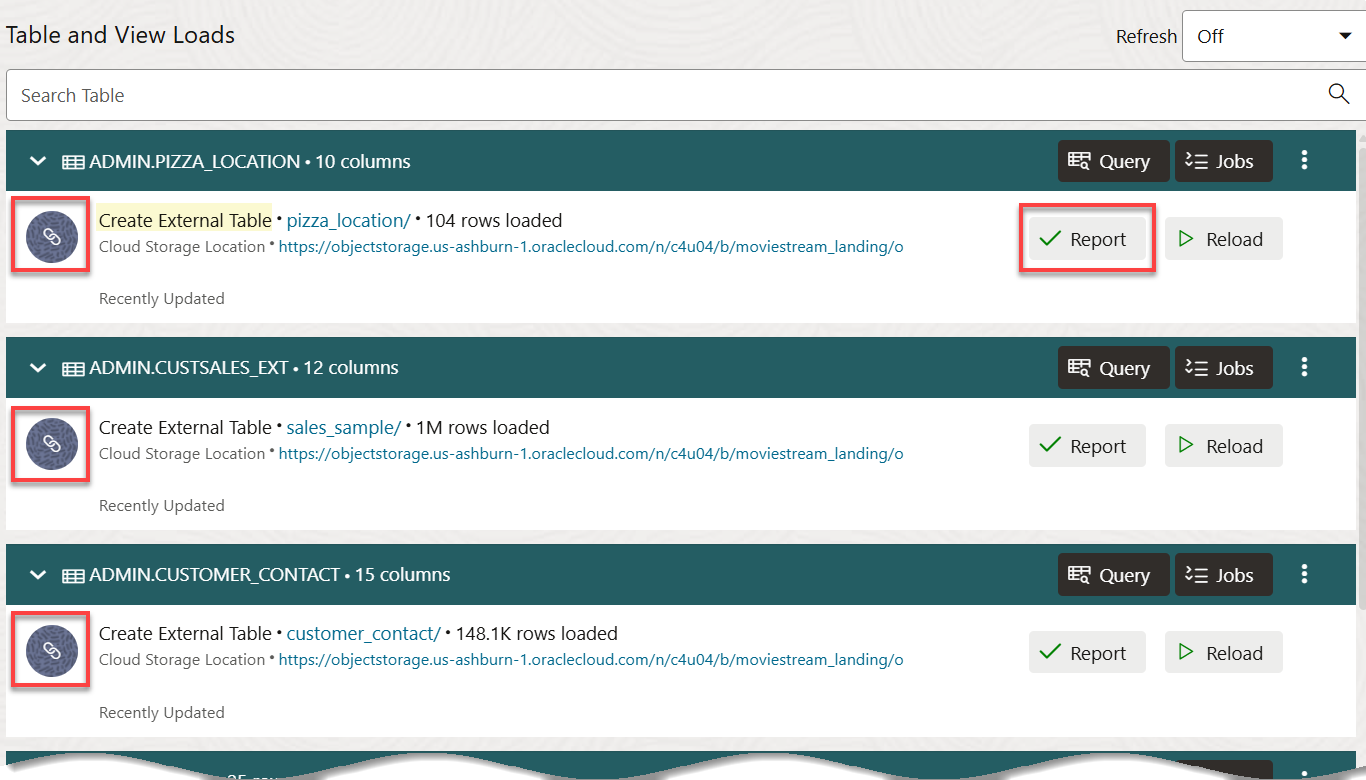 Table and View Loads
Refresh Off
Search Table
ADMIN.PIZZA_LOCATION • 10 columns Query Jobs
Create External Table • pizza_location/ • 104 rows loaded
Cloud Storage Location • https://objectstorage.us-ashburn-1.oraclecloud.com/n/c4u04/b/moviestream_landing/o
Report Reload
Recently Updated
ADMIN.CUSTSALES_EXT • 12 columns Query Jobs
Create External Table • sales_sample/ • 1M rows loaded
Cloud Storage Location • https://objectstorage.us-ashburn-1.oraclecloud.com/n/c4u04/b/moviestream_landing/o
Report Reload
Recently Updated
ADMIN.CUSTOMER_CONTACT • 15 columns Query Jobs
Create External Table • customer_contact/ • 148.1K rows loaded
Cloud Storage Location • https://objectstorage.us-ashburn-1.oraclecloud.com/n/c4u04/b/moviestream_landing/o
Report Reload
Recently Updated